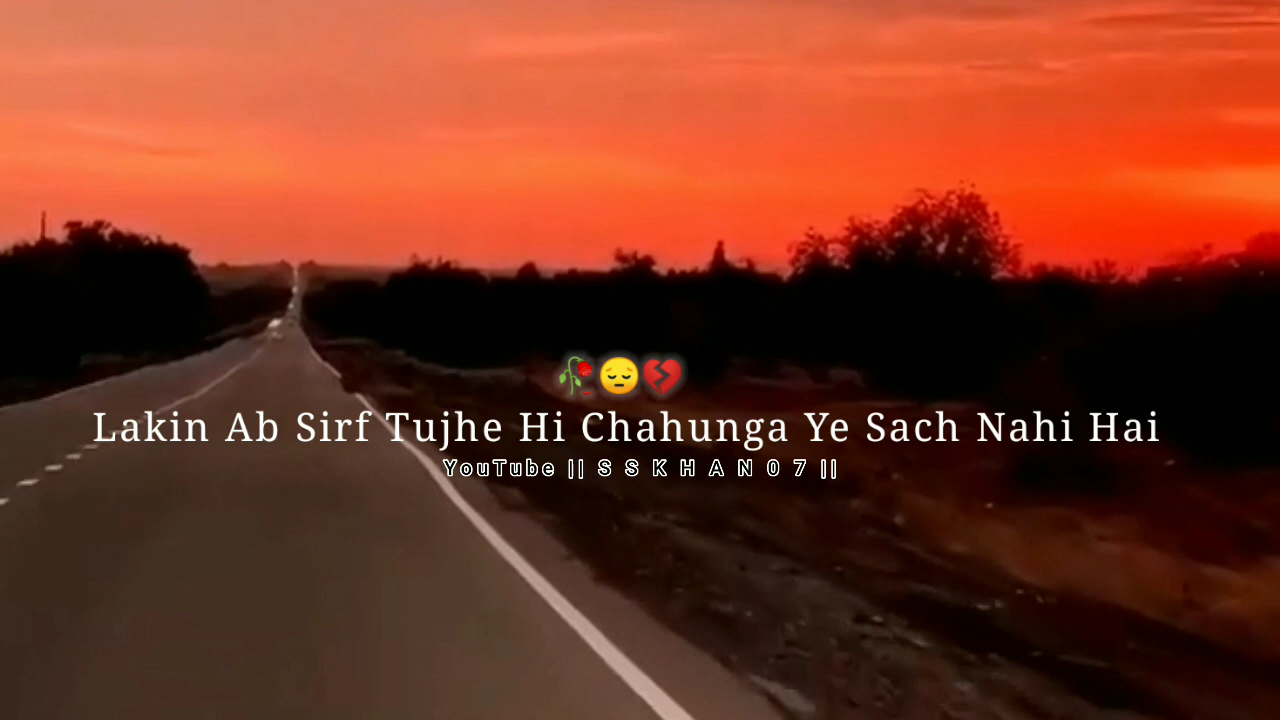 🥀😔💔
Lakin Ab Sirf Tujhe Hi Chahunga Ye Sach Nahi Hai
YouTube || S S K H A N 0 7 ||